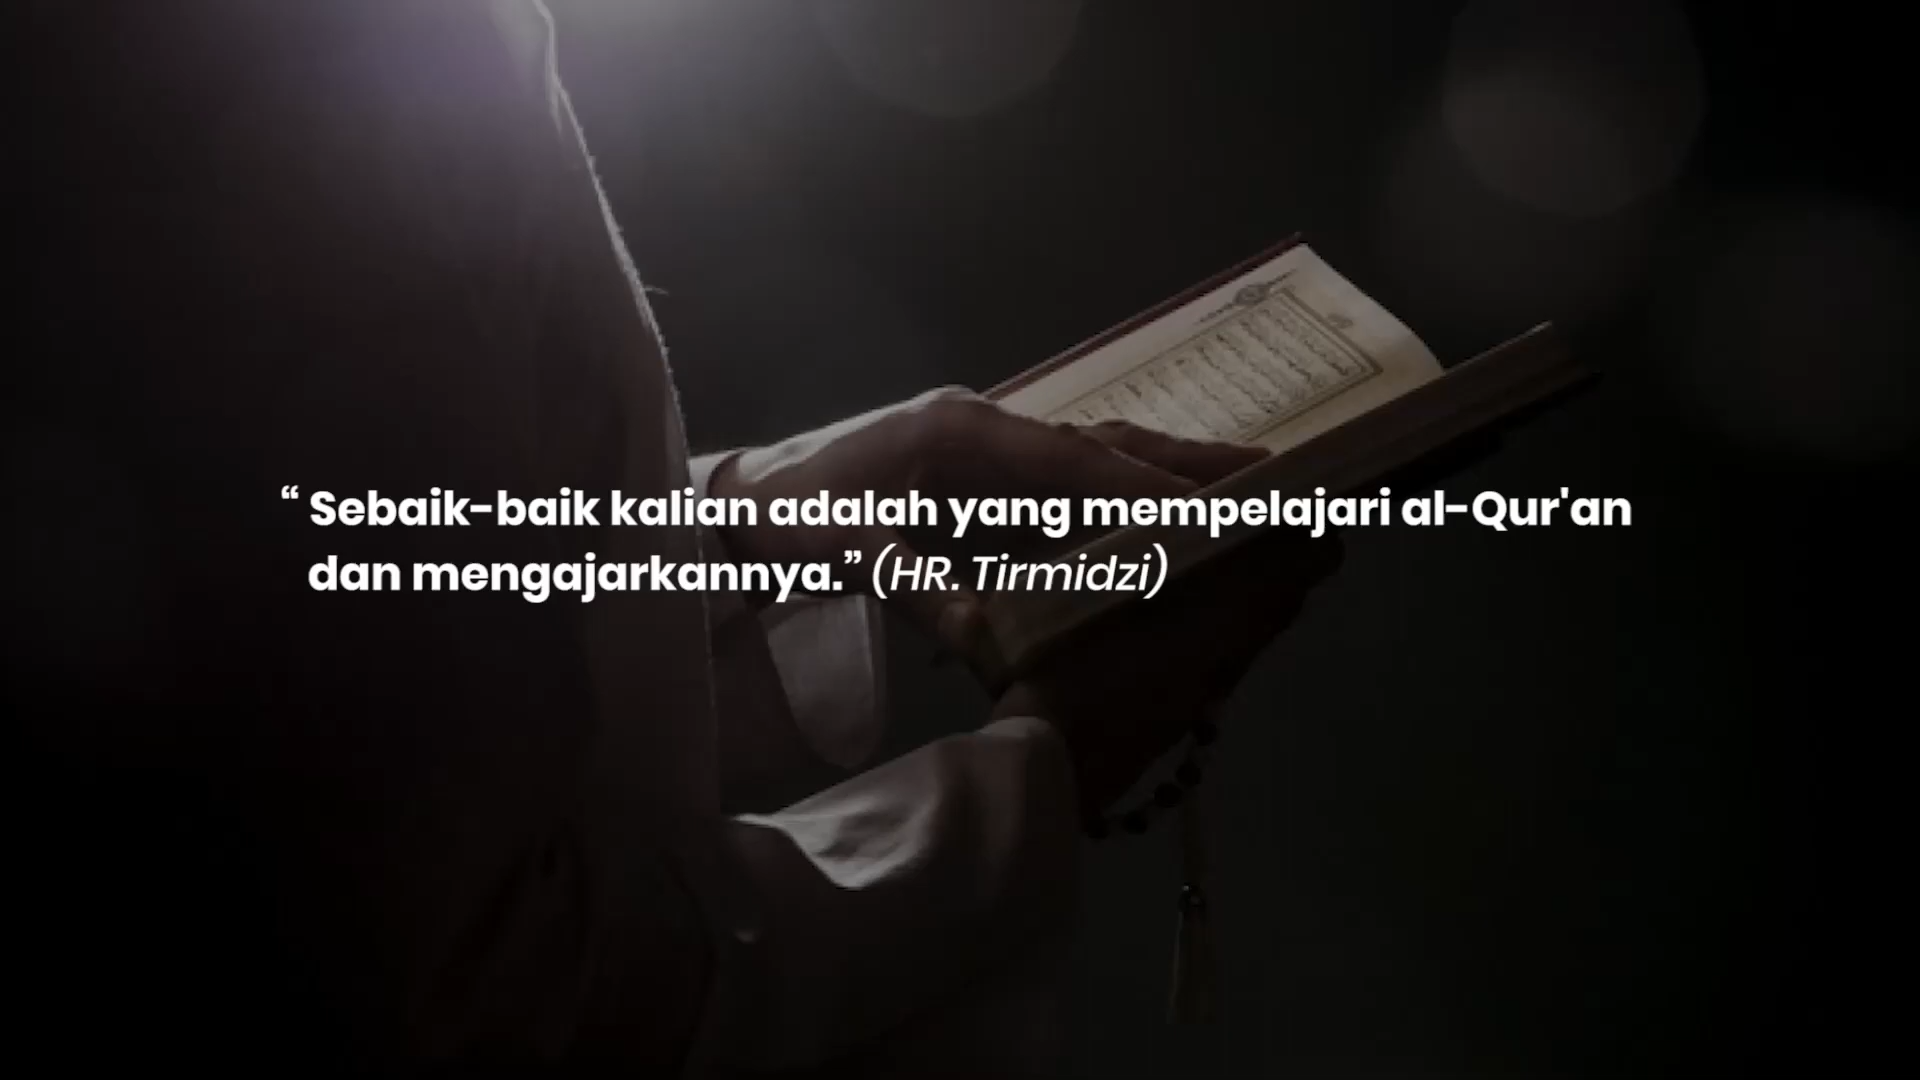 “ Sebaik-baik kalian adalah yang mempelajari al-Qur'an
dan mengajarkannya.” (HR. Tirmidzi)